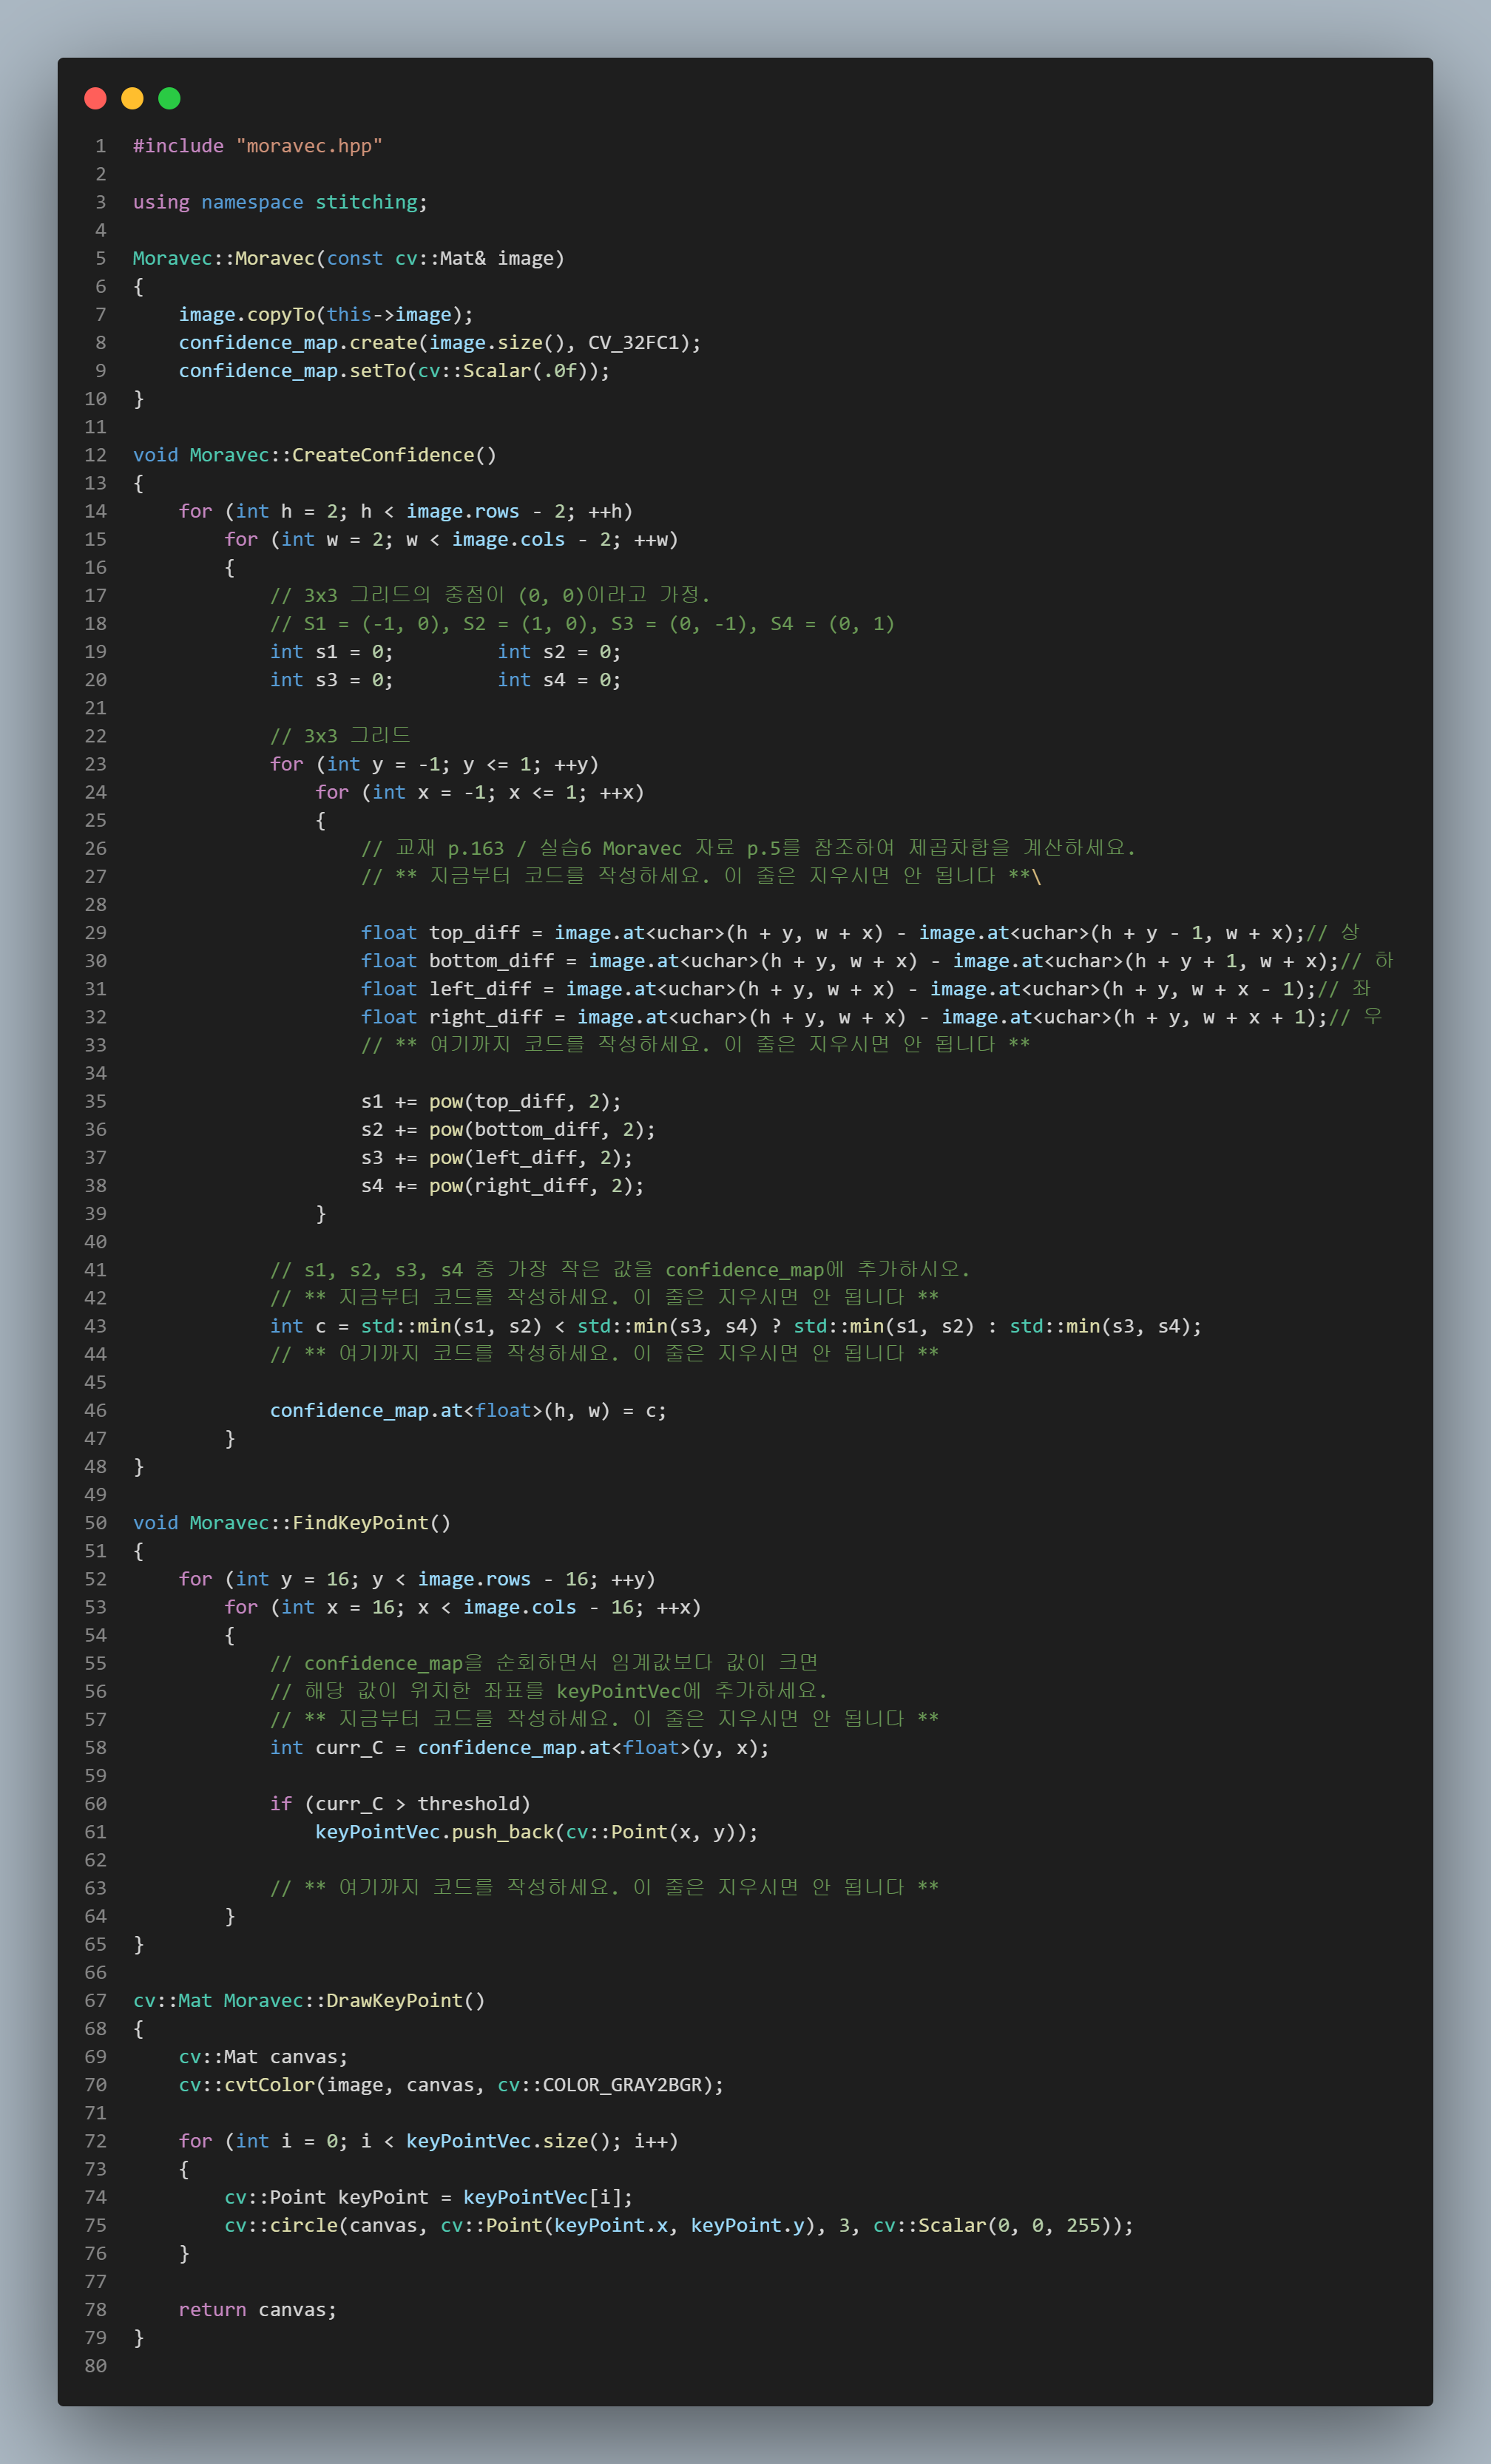 1 #include "moravec.hpp"
2
3 using namespace stitching;
4
5 Moravec::Moravec(const cv::Mat& image)
6 {
7     image.copyTo(this->image);
8     confidence_map.create(image.size(), CV_32FC1);
9     confidence_map.setTo(cv::Scalar(.0f));
10 }
11
12 void Moravec::CreateConfidence()
13 {
14     for (int h = 2; h < image.rows - 2; ++h)
15         for (int w = 2; w < image.cols - 2; ++w)
16         {
17             // 3x3 그리드의 중점이 (0, 0)이라고 가정.
18             // S1 = (-1, 0), S2 = (1, 0), S3 = (0, -1), S4 = (0, 1)
19             int s1 = 0;         int s2 = 0;
20             int s3 = 0;         int s4 = 0;
21
22             // 3x3 그리드
23             for (int y = -1; y <= 1; ++y)
24                 for (int x = -1; x <= 1; ++x)
25                 {
26                     // 교재 p.163 / 실습6 Moravec 자료 p.5를 참조하여 제곱차합을 계산하세요.
27                     // ** 지금부터 코드를 작성하세요. 이 줄은 지우시면 안 됩니다 **\
28
29                     float top_diff = image.at<uchar>(h + y, w + x) - image.at<uchar>(h + y - 1, w + x);// 상
30                     float bottom_diff = image.at<uchar>(h + y, w + x) - image.at<uchar>(h + y + 1, w + x);// 하
31                     float left_diff = image.at<uchar>(h + y, w + x) - image.at<uchar>(h + y, w + x - 1);// 좌
32                     float right_diff = image.at<uchar>(h + y, w + x) - image.at<uchar>(h + y, w + x + 1);// 우
33                     // ** 여기까지 코드를 작성하세요. 이 줄은 지우시면 안 됩니다 **
34
35                     s1 += pow(top_diff, 2);
36                     s2 += pow(bottom_diff, 2);
37                     s3 += pow(left_diff, 2);
38                     s4 += pow(right_diff, 2);
39                 }
40
41             // s1, s2, s3, s4 중 가장 작은 값을 confidence_map에 추가하시오.
42             // ** 지금부터 코드를 작성하세요. 이 줄은 지우시면 안 됩니다 **
43             int c = std::min(s1, s2) < std::min(s3, s4) ? std::min(s1, s2) : std::min(s3, s4);
44             // ** 여기까지 코드를 작성하세요. 이 줄은 지우시면 안 됩니다 **
45
46             confidence_map.at<float>(h, w) = c;
47         }
48 }
49
50 void Moravec::FindKeyPoint()
51 {
52     for (int y = 16; y < image.rows - 16; ++y)
53         for (int x = 16; x < image.cols - 16; ++x)
54         {
55             // confidence_map을 순회하면서 임계값보다 값이 크면
56             // 해당 값이 위치한 좌표를 keyPointVec에 추가하세요.
57             // ** 지금부터 코드를 작성하세요. 이 줄은 지우시면 안 됩니다 **
58             int curr_C = confidence_map.at<float>(y, x);
59
60             if (curr_C > threshold)
61                 keyPointVec.push_back(cv::Point(x, y));
62
63             // ** 여기까지 코드를 작성하세요. 이 줄은 지우시면 안 됩니다 **
64         }
65 }
66
67 cv::Mat Moravec::DrawKeyPoint()
68 {
69     cv::Mat canvas;
70     cv::cvtColor(image, canvas, cv::COLOR_GRAY2BGR);
71
72     for (int i = 0; i < keyPointVec.size(); i++)
73     {
74         cv::Point keyPoint = keyPointVec[i];
75         cv::circle(canvas, cv::Point(keyPoint.x, keyPoint.y), 3, cv::Scalar(0, 0, 255));
76     }
77
78     return canvas;
79 }
80